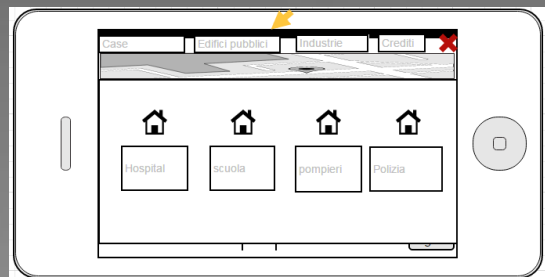 Case
Edifici pubblici
Industrie
Crediti
Hospital
scuola
pompieri
Polizia